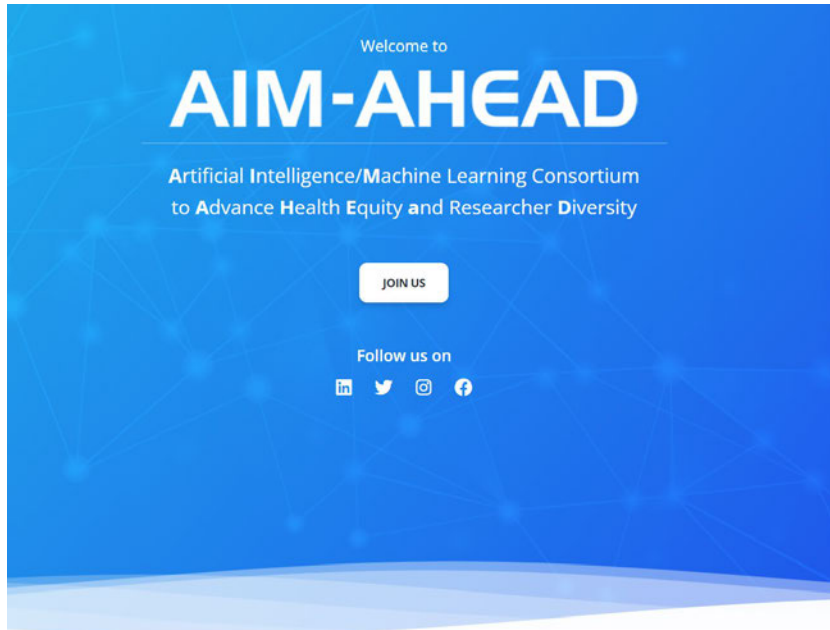 Welcome to
AIM-AHEAD
Artificial Intelligence/Machine Learning Consortium
to Advance Health Equity and Researcher Diversity
JOIN US
Follow us on
in